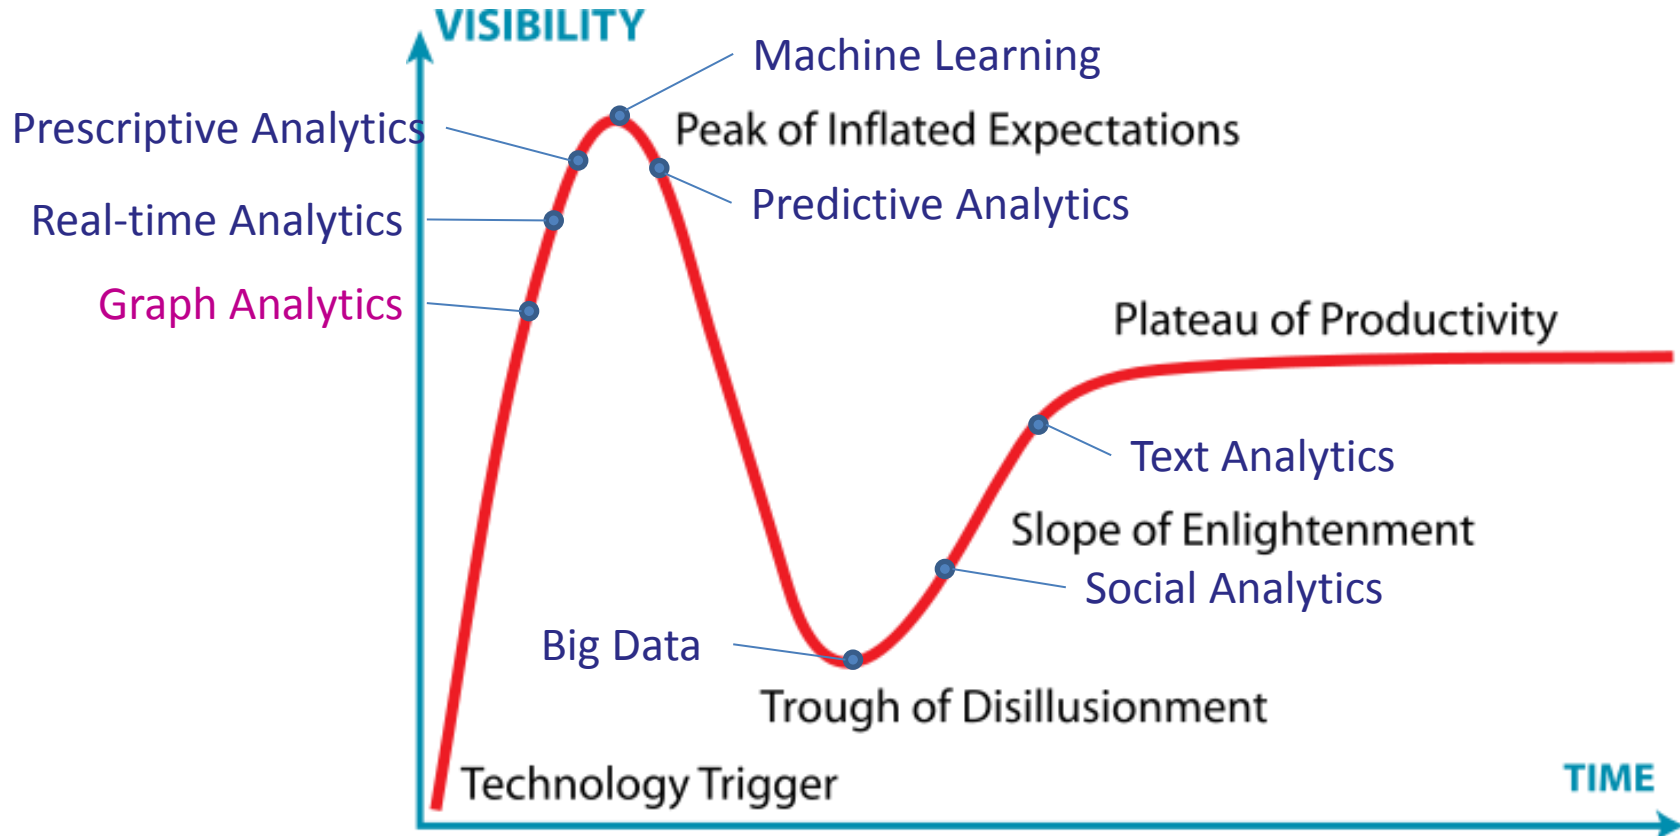 VISIBILITY
Machine Learning
Prescriptive Analytics
Peak of Inflated Expectations
Predictive Analytics
Real-time Analytics
Graph Analytics
Plateau of Productivity
Text Analytics
Slope of Enlightenment
Social Analytics
Big Data
Trough of Disillusionment
Technology Trigger
TIME